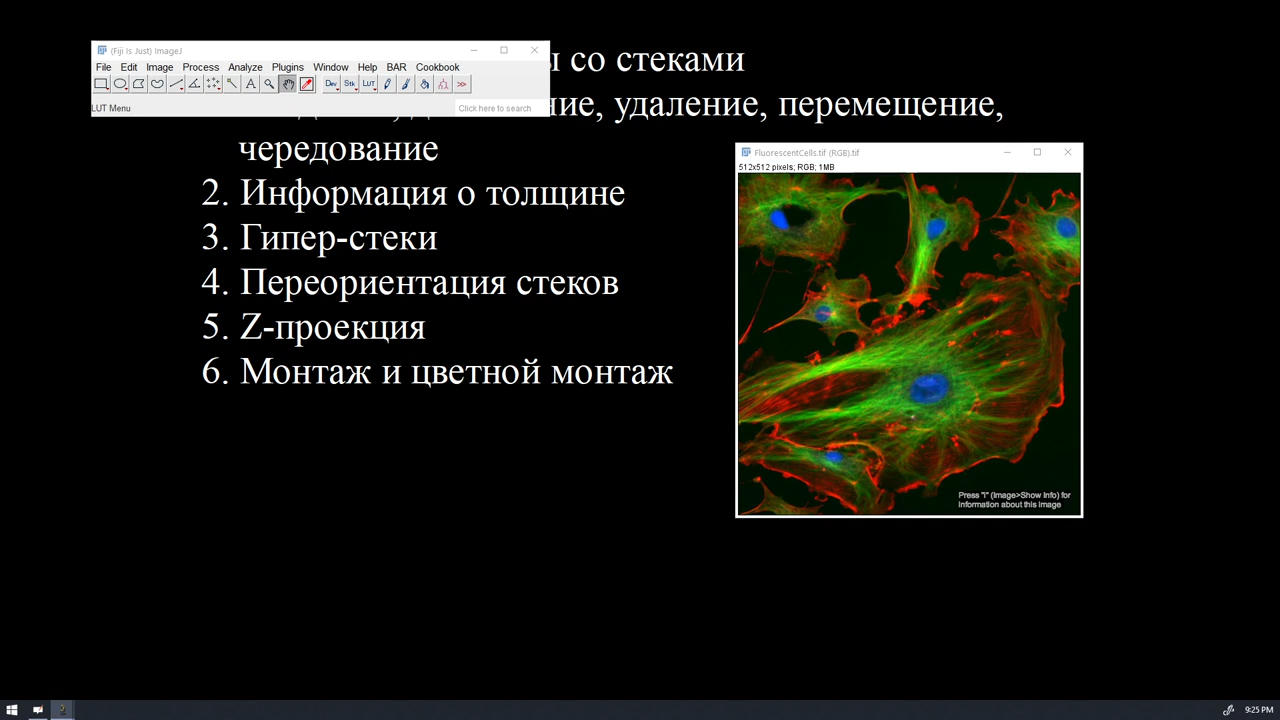 (Fiji Is Just) ImageJ
File Edit Image Process Analyze Plugins Window Help BAR Cookbook
A Dev Stk LUT >>
LUT Menu Click here to search
со стеками
удаление, перемещение,
чередование
2. Информация о толщине
3. Гипер-стеки
4. Переориентация стеков
5. Z-проекция
6. Монтаж и цветной монтаж
FluorescentCells.tif (RGB).tif
512x512 pixels; RGB; 1MB
Press "i" (Image>Show Info) for
information about this image
9:25 PM